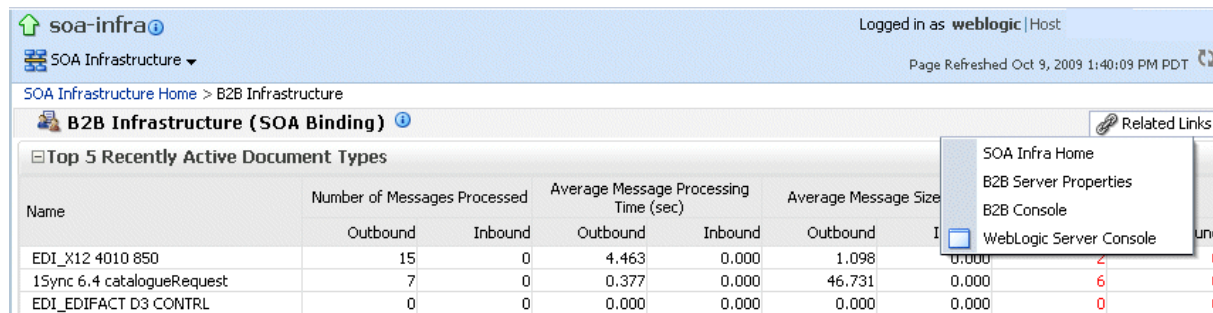 soa-infra
Logged in as weblogic|Host
SOA Infrastructure
Page Refreshed Oct 9, 2009 1:40:09 PM PDT
SOA Infrastructure Home > B2B Infrastructure
B2B Infrastructure (SOA Binding)
Related Links
Top 5 Recently Active Document Types
SOA Infra Home
B2B Server Properties
B2B Console
WebLogic Server Console
Name
Number of Messages Processed
Average Message Processing
Time (sec)
Average Message Size
Outbound Inbound Outbound Inbound Outbound
EDI_X12 4010 850 15 0 4.463 0.000 1.098 0.000 2
1Sync 6.4 catalogueRequest 7 0 0.377 0.000 46.731 0.000 6
EDI_EDIFACT D3 CONTRL 0 0 0.000 0.000 0.000 0.000 0